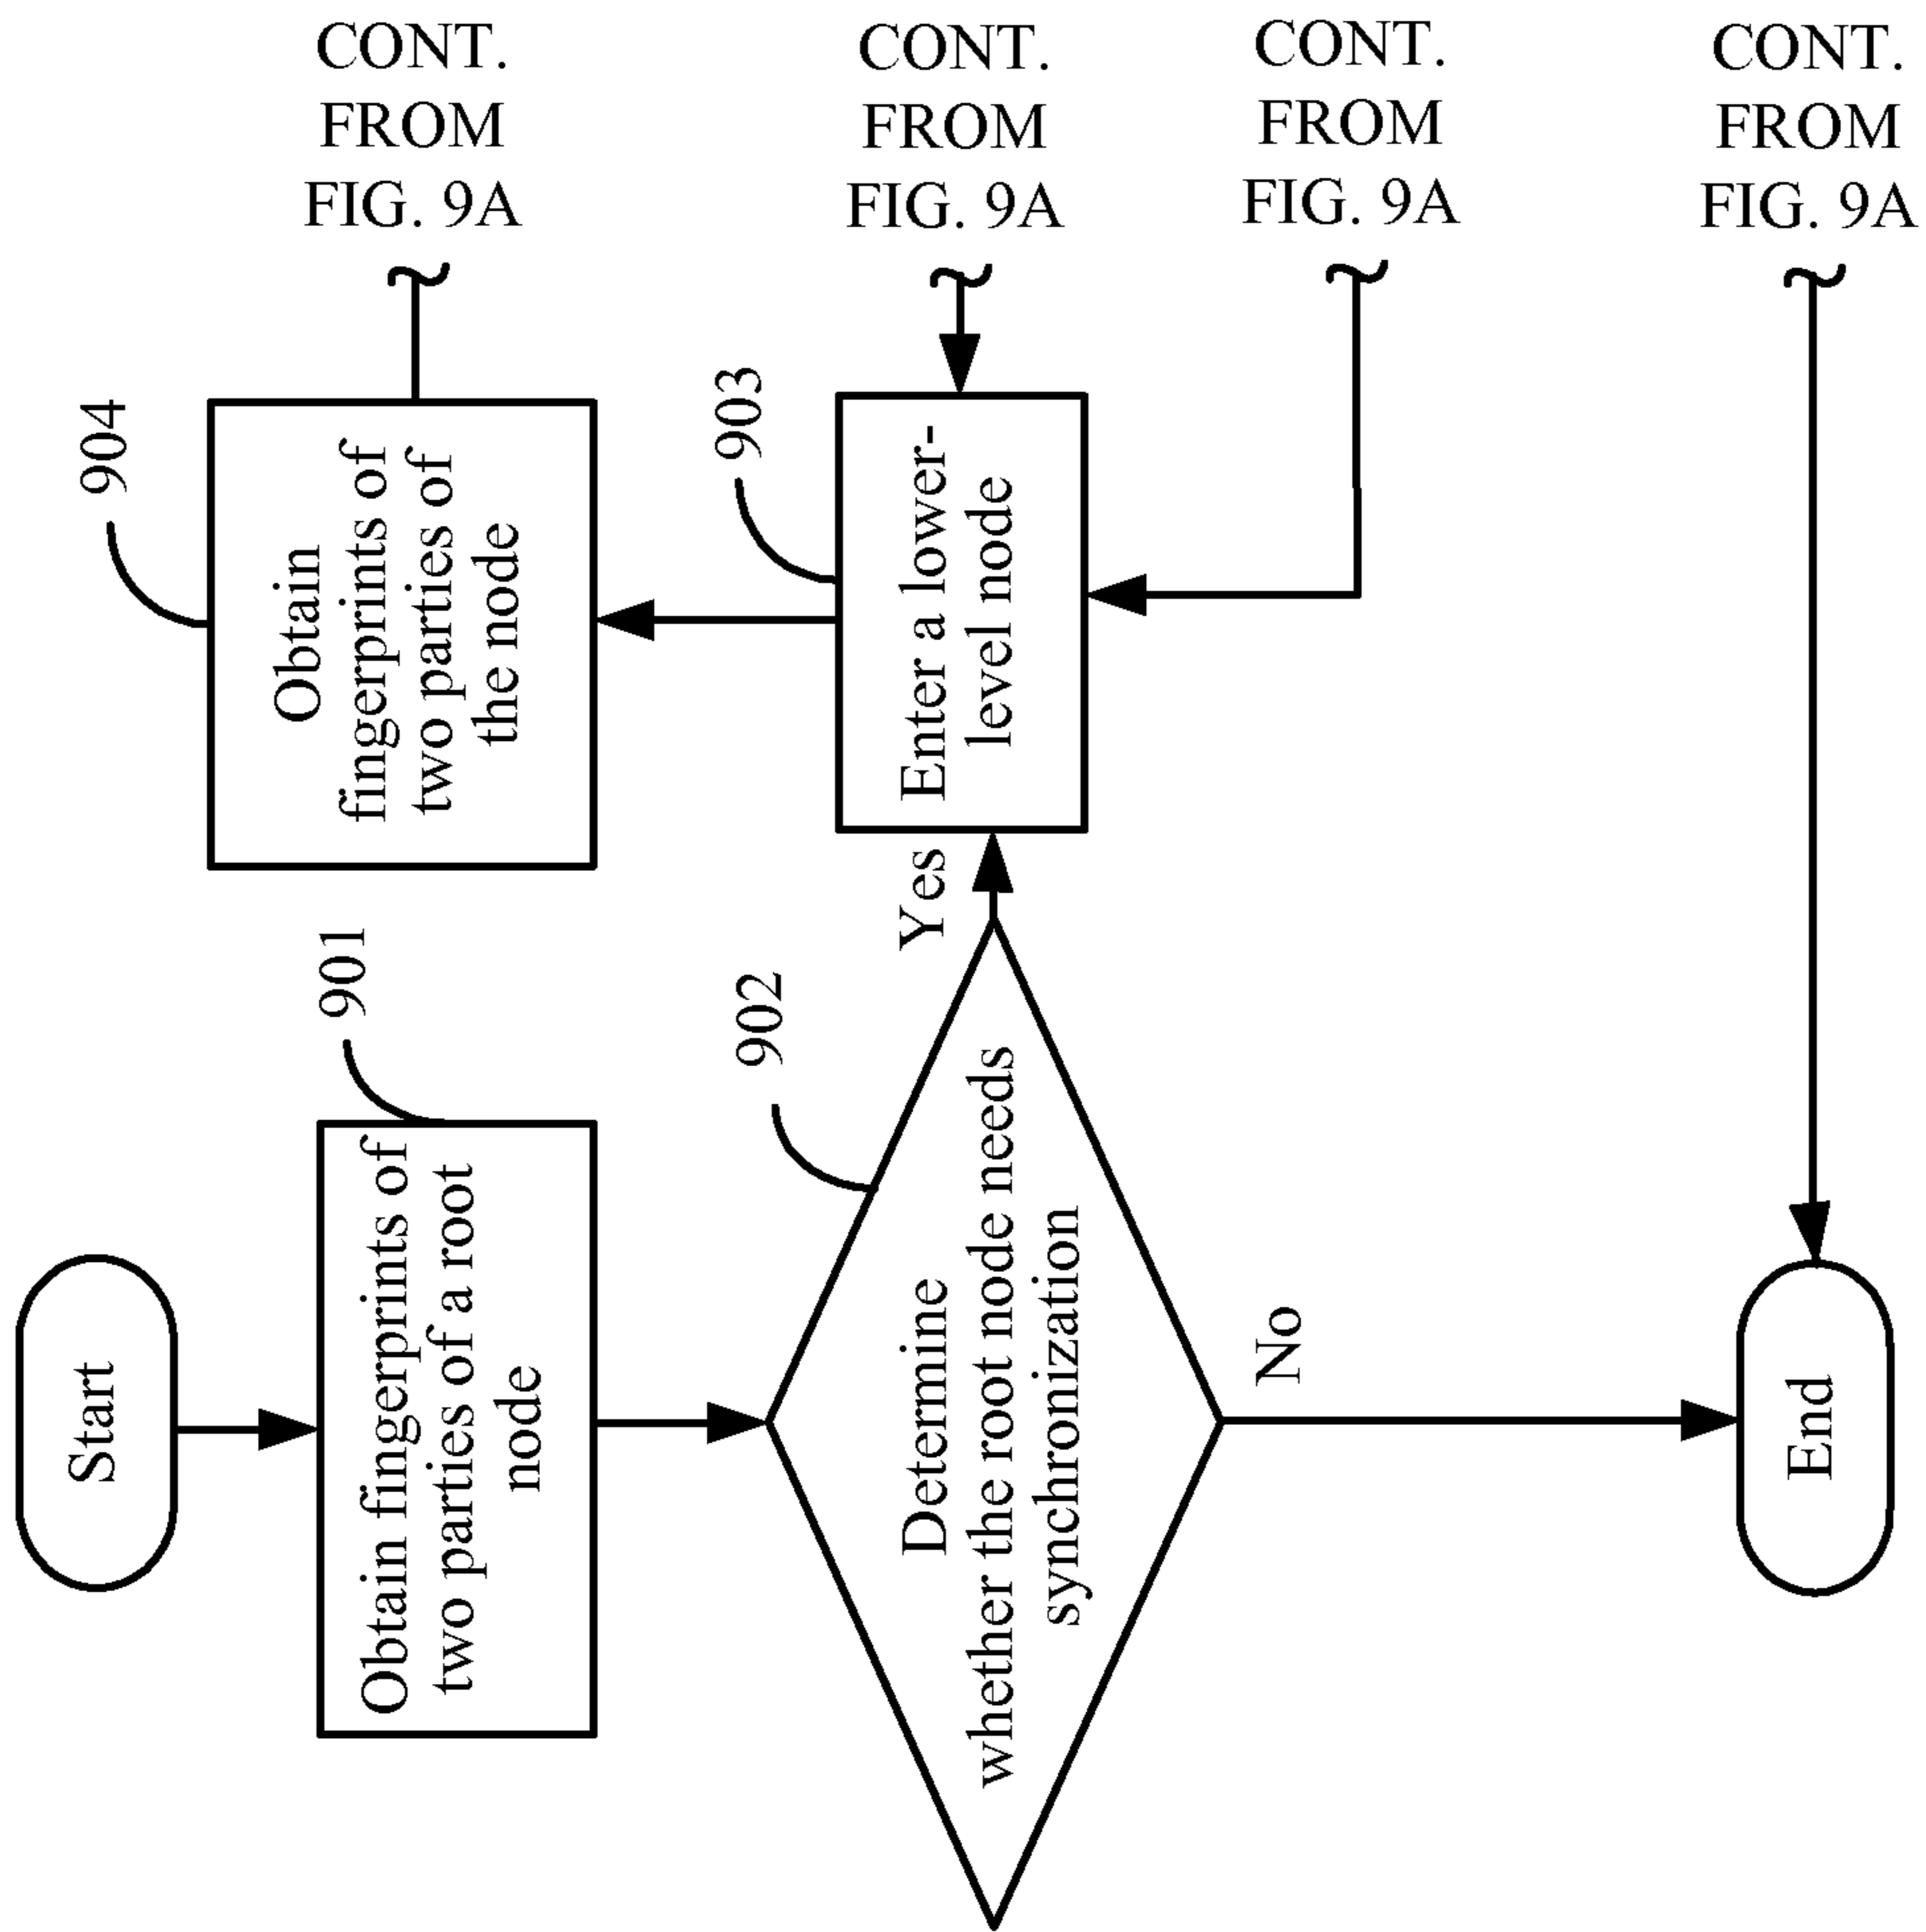 Start
901
Obtain fingerprints of
two parties of a root
node
902
Determine
whether the root node needs
synchronization
Yes
No
End
903
Enter a lower-
level node
904
Obtain
fingerprints of
two parties of
the node
CONT.
FROM
FIG. 9A
CONT.
FROM
FIG. 9A
CONT.
FROM
FIG. 9A
CONT.
FROM
FIG. 9A